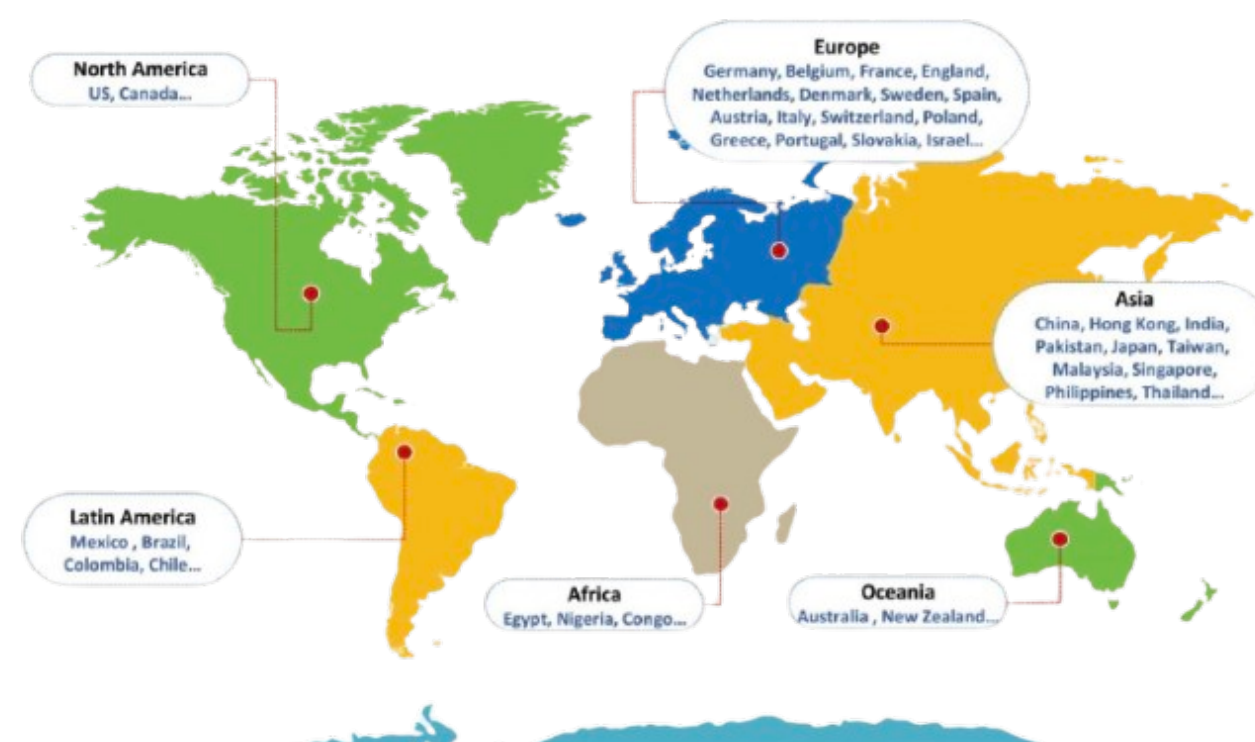 North America
US, Canada...
Europe
Germany, Belgium, France, England,
Netherlands, Denmark, Sweden, Spain,
Austria, Italy, Switzerland, Poland,
Greece, Portugal, Slovakia, Israel...
Asia
China, Hong Kong, India,
Pakistan, Japan, Taiwan,
Malaysia, Singapore,
Philippines, Thailand...
Latin America
Mexico , Brazil,
Colombia, Chile...
Africa
Egypt, Nigeria, Congo...
Oceania
Australia , New Zealand...